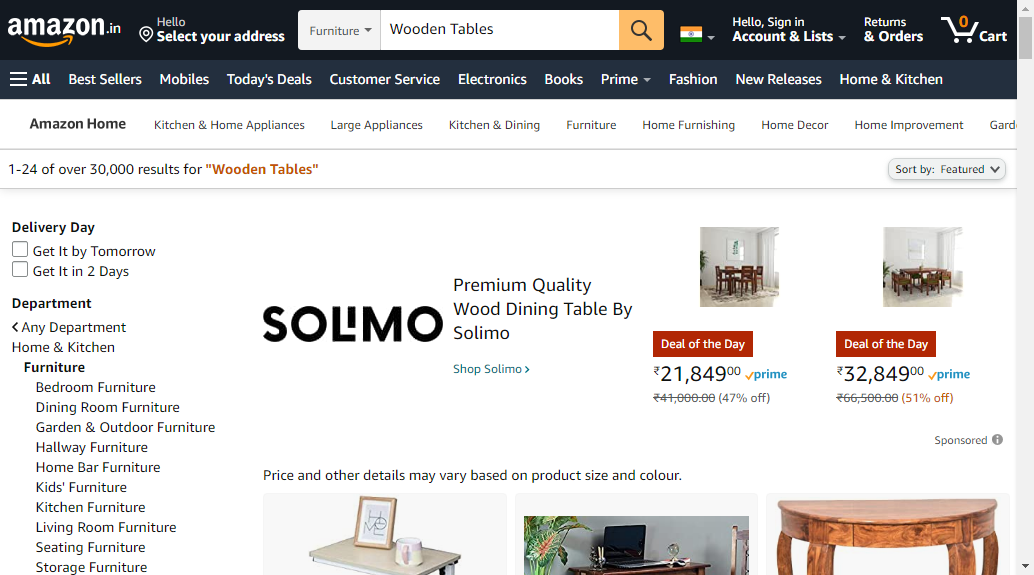 amazon.in
Hello
Select your address
Furniture
Wooden Tables
Hello, Sign in
Account & Lists
Returns
& Orders
0
Cart
All
Best Sellers
Mobiles
Today's Deals
Customer Service
Electronics
Books
Prime
Fashion
New Releases
Home & Kitchen
Amazon Home
Kitchen & Home Appliances
Large Appliances
Kitchen & Dining
Furniture
Home Furnishing
Home Decor
Home Improvement
Gard
1-24 of over 30,000 results for "Wooden Tables"
Sort by: Featured
Delivery Day
Get It by Tomorrow
Get It in 2 Days
Department
Any Department
Home & Kitchen
Furniture
Bedroom Furniture
Dining Room Furniture
Garden & Outdoor Furniture
Hallway Furniture
Home Bar Furniture
Kids' Furniture
Kitchen Furniture
Living Room Furniture
Seating Furniture
Storage Furniture
SOLIMO
Premium Quality
Wood Dining Table By
Solimo
Shop Solimo ›
Deal of the Day
₹21,84900 prime
₹41,000.00 (47% off)
Deal of the Day
₹32,84900 prime
₹66,500.00 (51% off)
Sponsored
Price and other details may vary based on product size and colour.
HOME